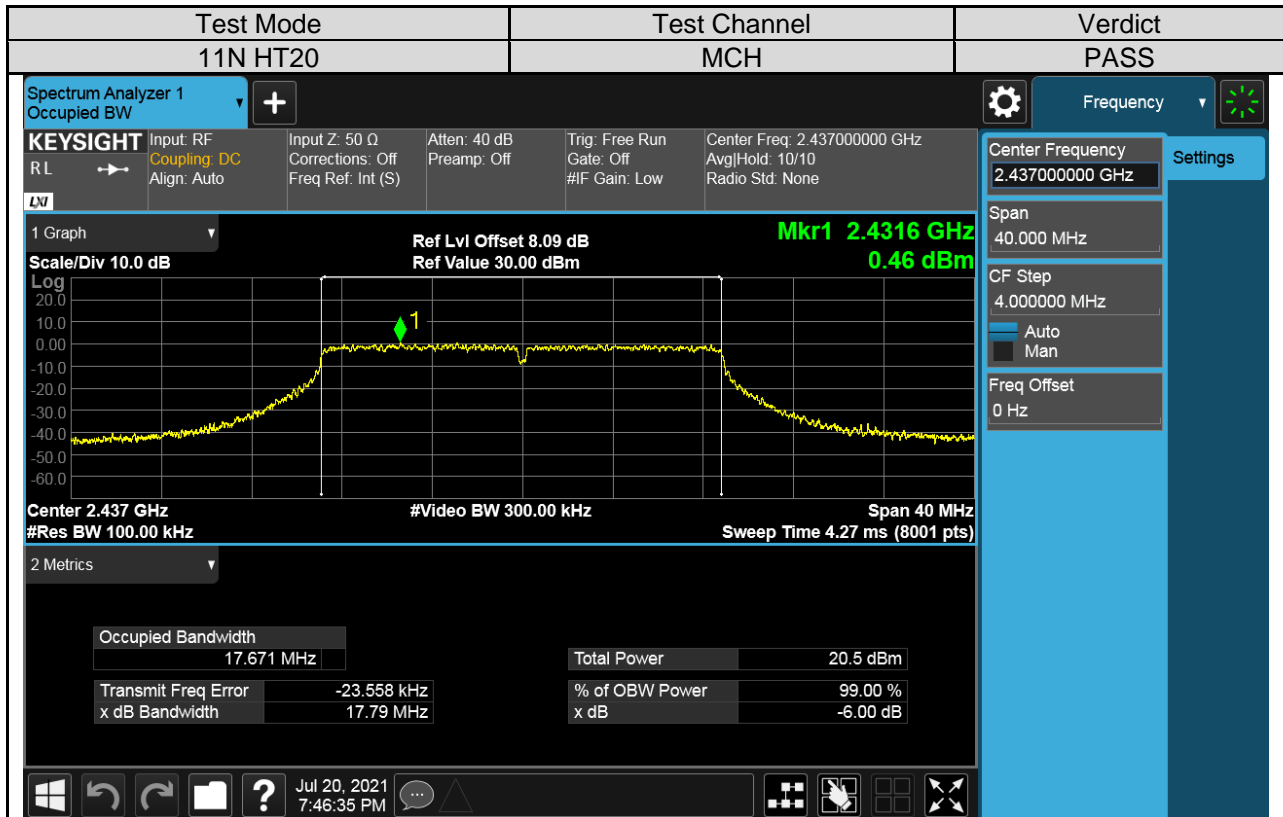 Test Mode Test Channel Verdict
11N HT20 MCH PASS
Spectrum Analyzer 1
Occupied BW
+
Frequency
KEYSIGHT Input: RF Input Z: 50 Ω Atten: 40 dB Trig: Free Run Center Freq: 2.437000000 GHz
RL Coupling: DC Corrections: Off Preamp: Off Gate: Off Avg|Hold: 10/10
Align: Auto Freq Ref: Int (S) #IF Gain: Low Radio Std: None
LXI
Center Frequency
2.437000000 GHz
Settings
Span
40.000 MHz
CF Step
4.000000 MHz
Auto
Man
Freq Offset
0 Hz
1 Graph
Ref Lvl Offset 8.09 dB Mkr1 2.4316 GHz
Scale/Div 10.0 dB Ref Value 30.00 dBm 0.46 dBm
Log
20.0
10.0
1
0.00
-10.0
-20.0
-30.0
-40.0
-50.0
-60.0
Center 2.437 GHz #Video BW 300.00 kHz Span 40 MHz
#Res BW 100.00 kHz Sweep Time 4.27 ms (8001 pts)
2 Metrics
Occupied Bandwidth
17.671 MHz Total Power 20.5 dBm
Transmit Freq Error -23.558 kHz % of OBW Power 99.00 %
x dB Bandwidth 17.79 MHz x dB -6.00 dB
?
Jul 20, 2021
7:46:35 PM